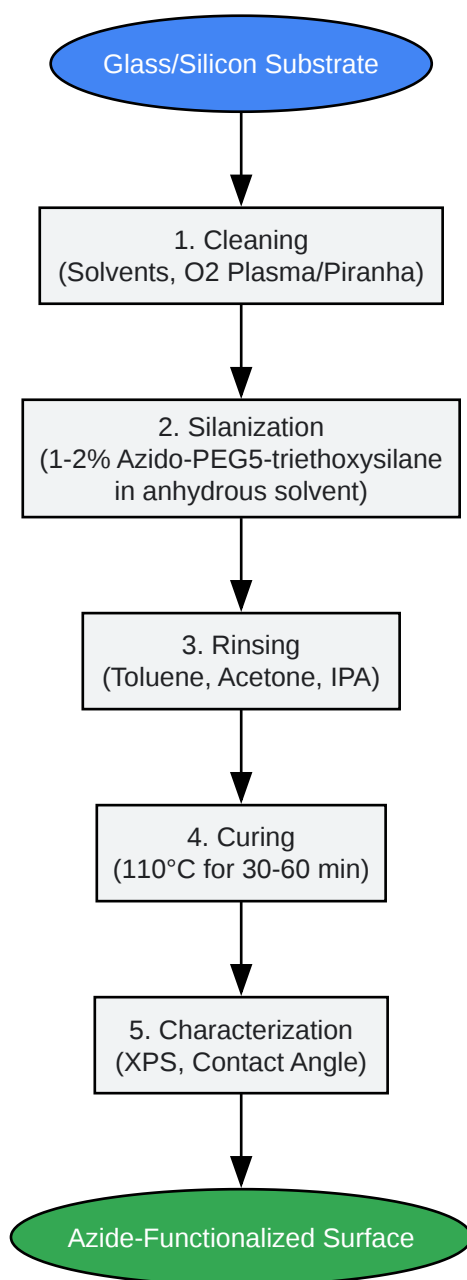 Glass/Silicon Substrate
1. Cleaning
(Solvents, O2 Plasma/Piranha)
2. Silanization
(1-2% Azido-PEG5-triethoxysilane
in anhydrous solvent)
3. Rinsing
(Toluene, Acetone, IPA)
4. Curing
(110°C for 30-60 min)
5. Characterization
(XPS, Contact Angle)
Azide-Functionalized Surface